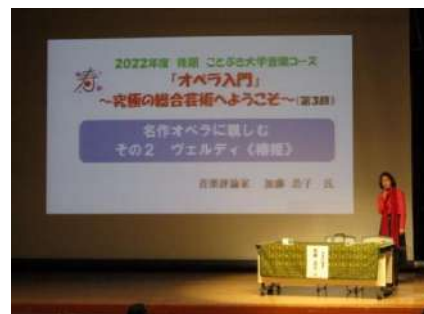 2022年度 後期 ことぶき大学音楽コース
春。
「オペラ入門」
～究極の総合芸術へようこそ～(第3回)
名作オペラに親しむ
その2 ヴェルディ《椿姫》
音楽評論家 加藤 浩子 氏